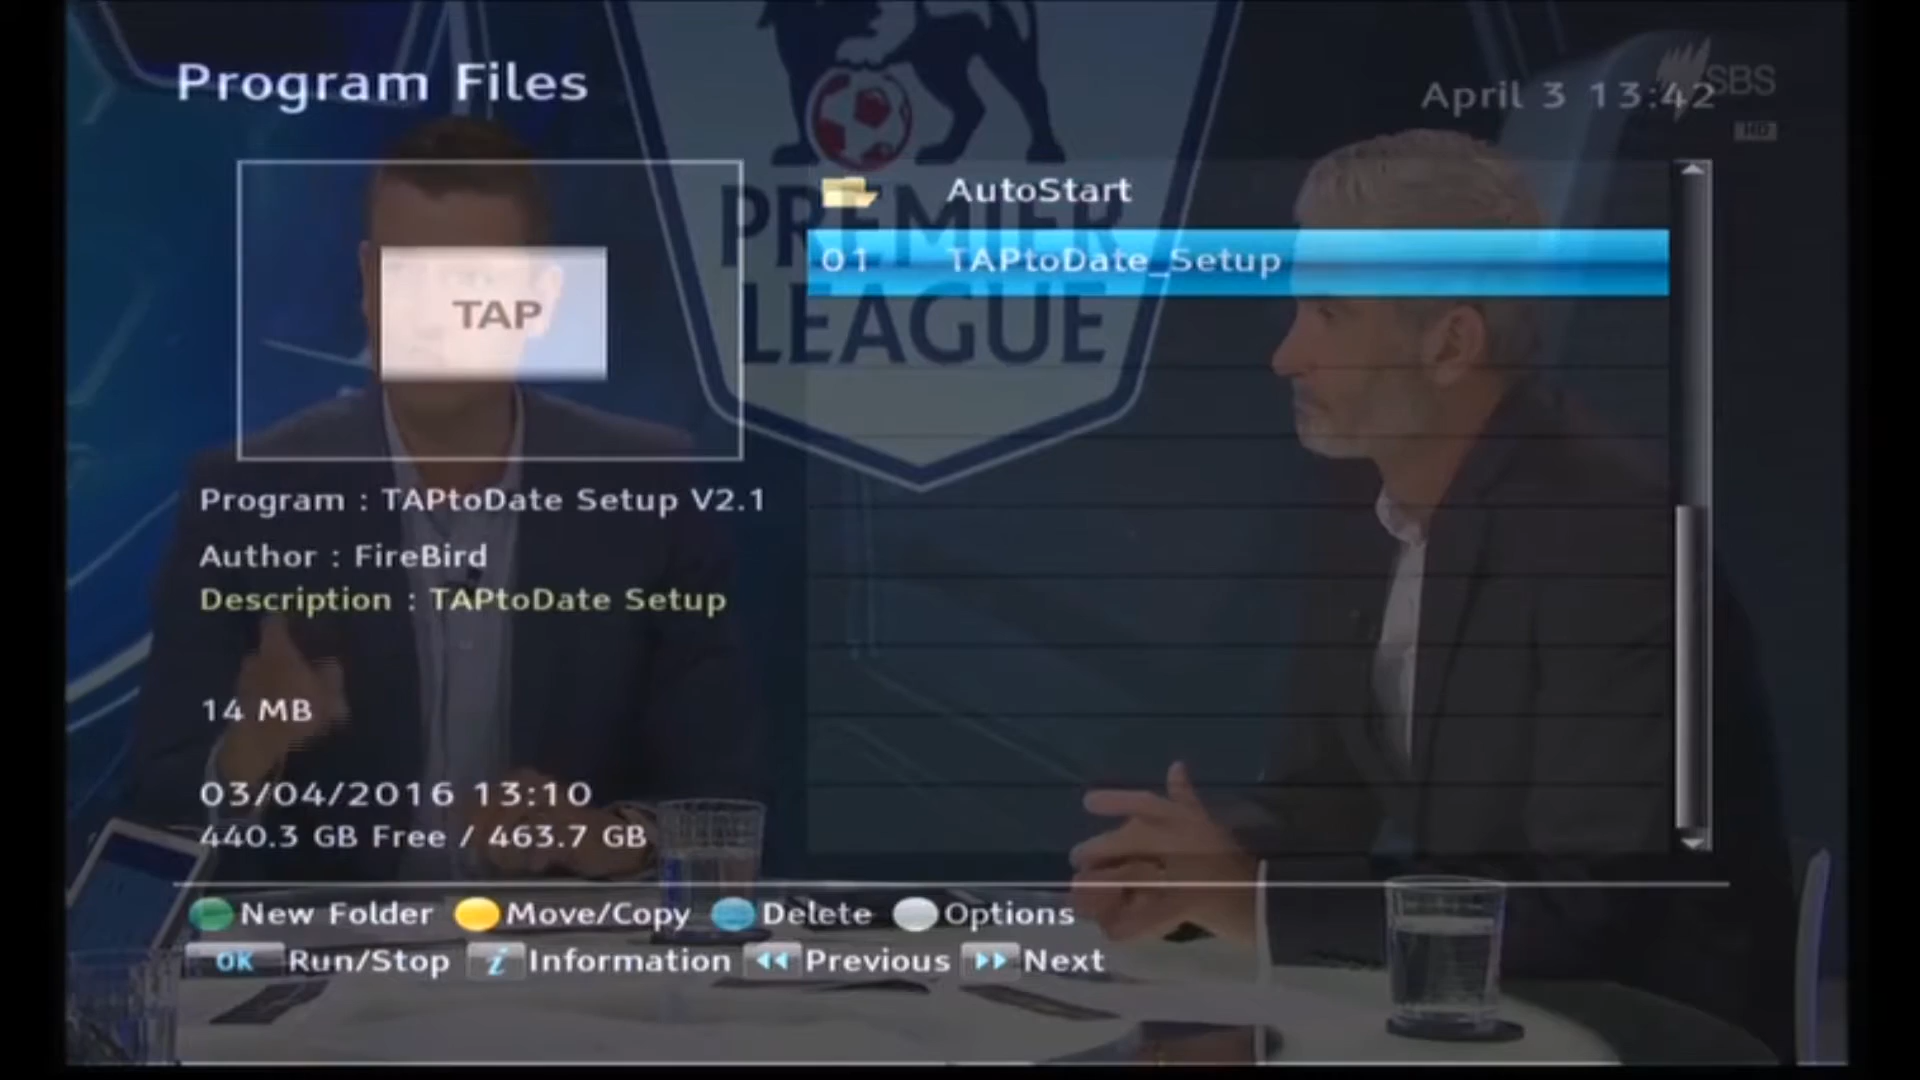 Program Files
April 3 13:42
SBS
HD
AutoStart
01 TAPtoDate_Setup
PREMIER
LEAGUE
TAP
Program : TAPtoDate Setup V2.1
Author : FireBird
Description : TAPtoDate Setup
14 MB
03/04/2016 13:10
440.3 GB Free / 463.7 GB
New Folder Move/Copy Delete Options
OK Run/Stop i Information Previous Next